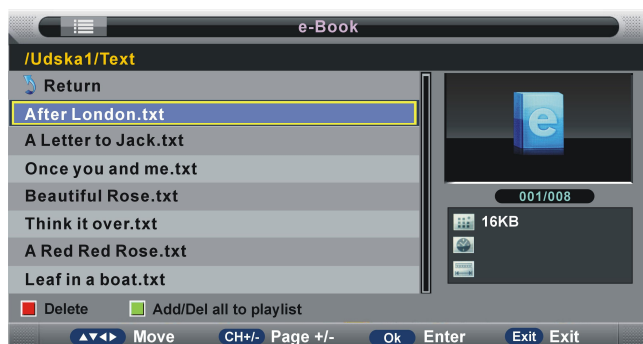 e-Book
/Udska1/Text
Return
After London.txt
A Letter to Jack.txt
Once you and me.txt
Beautiful Rose.txt
Think it over.txt
A Red Red Rose.txt
Leaf in a boat.txt
e
001/008
16KB
Delete Add/Del all to playlist
Move CH+/- Page +/- Ok Enter Exit Exit